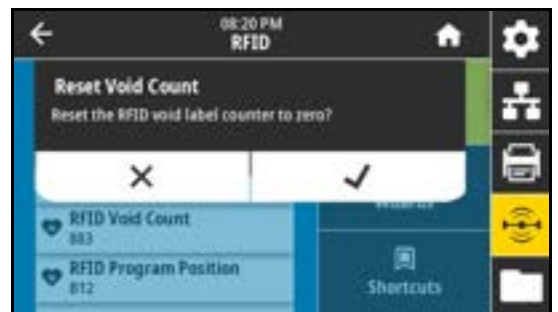 08:20 PM
RFID
Reset Void Count
Reset the RFID void label counter to zero?
RFID Void Count
883
RFID Program Position
B12
Shortcuts